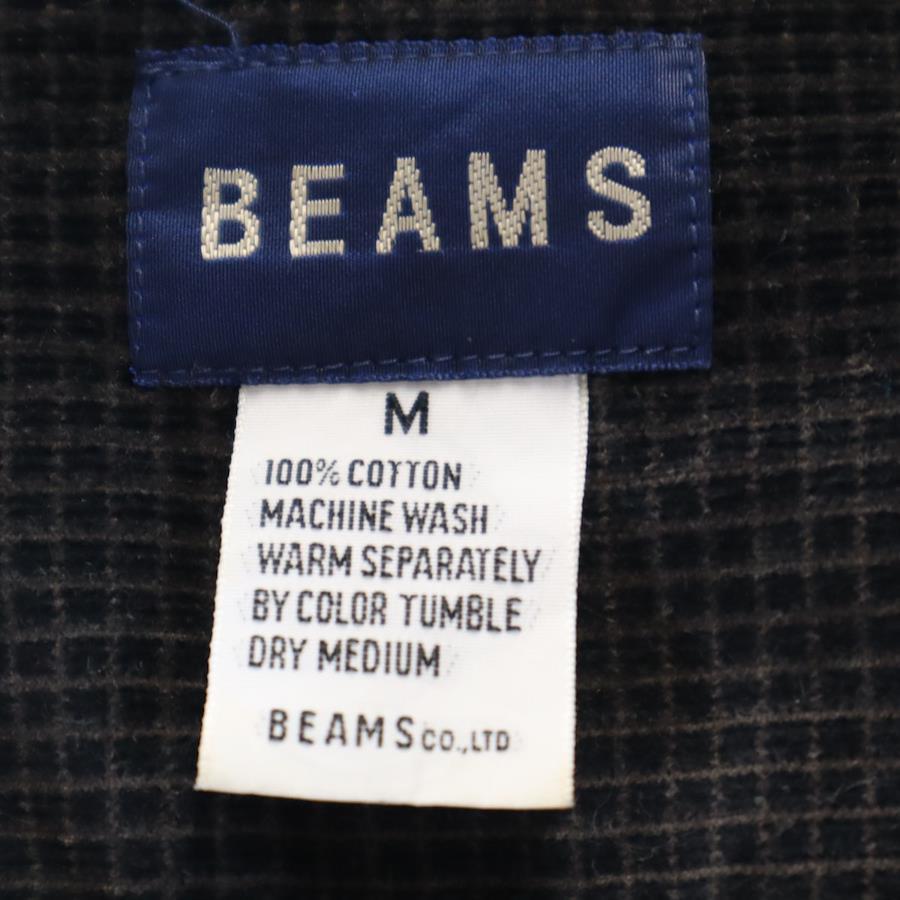 BEAMS
M
100% COTTON
MACHINE WASH
WARM SEPARATELY
BY COLOR TUMBLE
DRY MEDIUM
BEAMS CO.,LTD